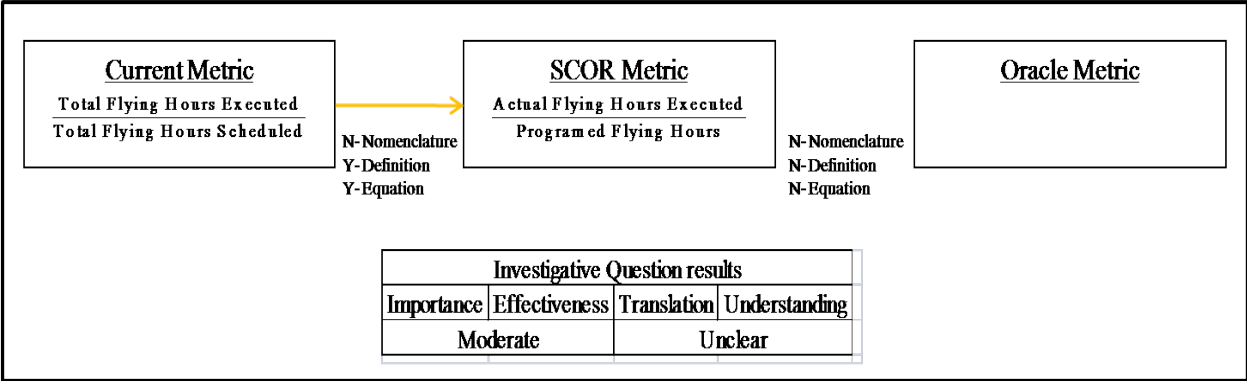 Current Metric
Total Flying Hours Executed
Total Flying Hours Scheduled
N-Nomenclature
Y-Definition
Y-Equation
SCOR Metric
Actual Flying Hours Executed
Programed Flying Hours
N-Nomenclature
N-Definition
N-Equation
Oracle Metric
Investigative Question results
Importance Effectiveness Translation Understanding
Moderate Unclear